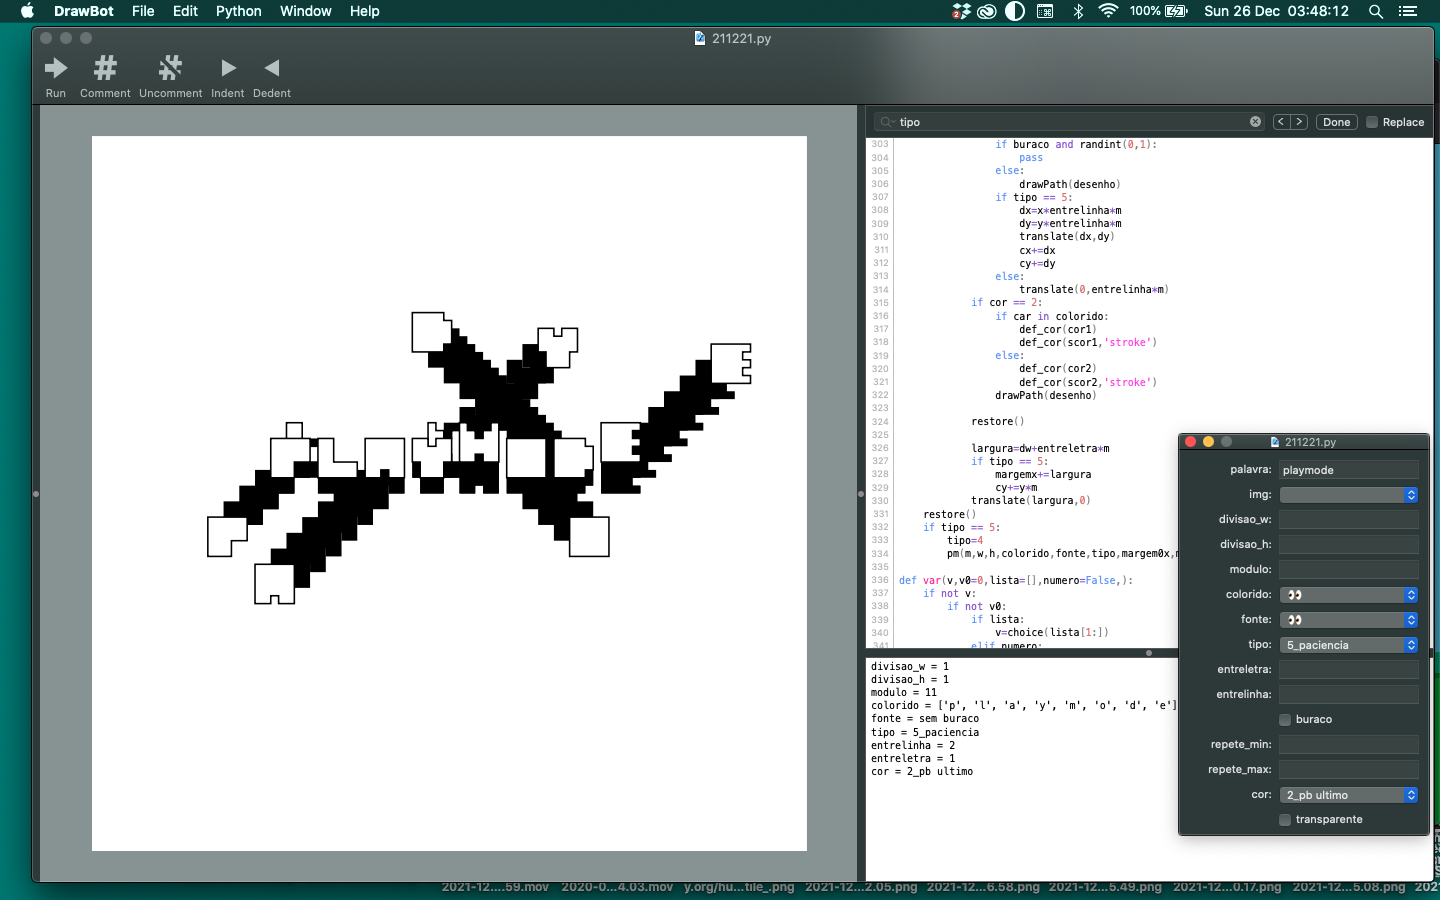 DrawBot File Edit Python Window Help
2 100% Sun 26 Dec 03:48:12
211221.py
Run Comment Uncomment Indent Dedent
tipo Done Replace
303 if buraco and randint(0,1):
304 pass
305 else:
306 drawPath(desenho)
307 if tipo == 5:
308 dx=x*entrelinha*m
309 dy=y*entrelinha*m
310 translate(dx,dy)
311 cx+=dx
312 cy+=dy
313 else:
314 translate(0,entrelinha*m)
315 if cor == 2:
316 if car in colorido:
317 def_cor(cor1)
318 def_cor(scor1,'stroke')
319 else:
320 def_cor(cor2)
321 def_cor(scor2,'stroke')
322 drawPath(desenho)
323
324 restore()
325
326 largura=dw+entreletra*m
327 if tipo == 5:
328 margemx+=largura
329 cy+=y*m
330 translate(largura,0)
331 restore()
332 if tipo == 5:
333 tipo=4
334 pm(m,w,h,colorido,fonte,tipo,margem0x,
335
336 def var(v,v0=0,lista=[],numero=False,):
337 if not v:
338 if not v0:
339 if lista:
340 v=choice(lista[1:])
341 elif numero:
divisao_w = 1
divisao_h = 1
modulo = 11
colorido = ['p', 'l', 'a', 'y', 'm', 'o', 'd', 'e']
fonte = sem buraco
tipo = 5_paciencia
entrelinha = 2
entreletra = 1
cor = 2_pb ultimo
211221.py
palavra: playmode
img:
divisao_w:
divisao_h:
modulo:
colorido: 👀
fonte: 👀
tipo: 5_paciencia
entreletra:
entrelinha:
buraco
repete_min:
repete_max:
cor: 2_pb ultimo
transparente
2021-12....59.mov 2020-0...4.03.mov y.org/hu...tile_.png 2021-12...2.05.png 2021-12...6.58.png 2021-12...5.49.png 2021-12...0.17.png 2021-12...5.08.png 2021